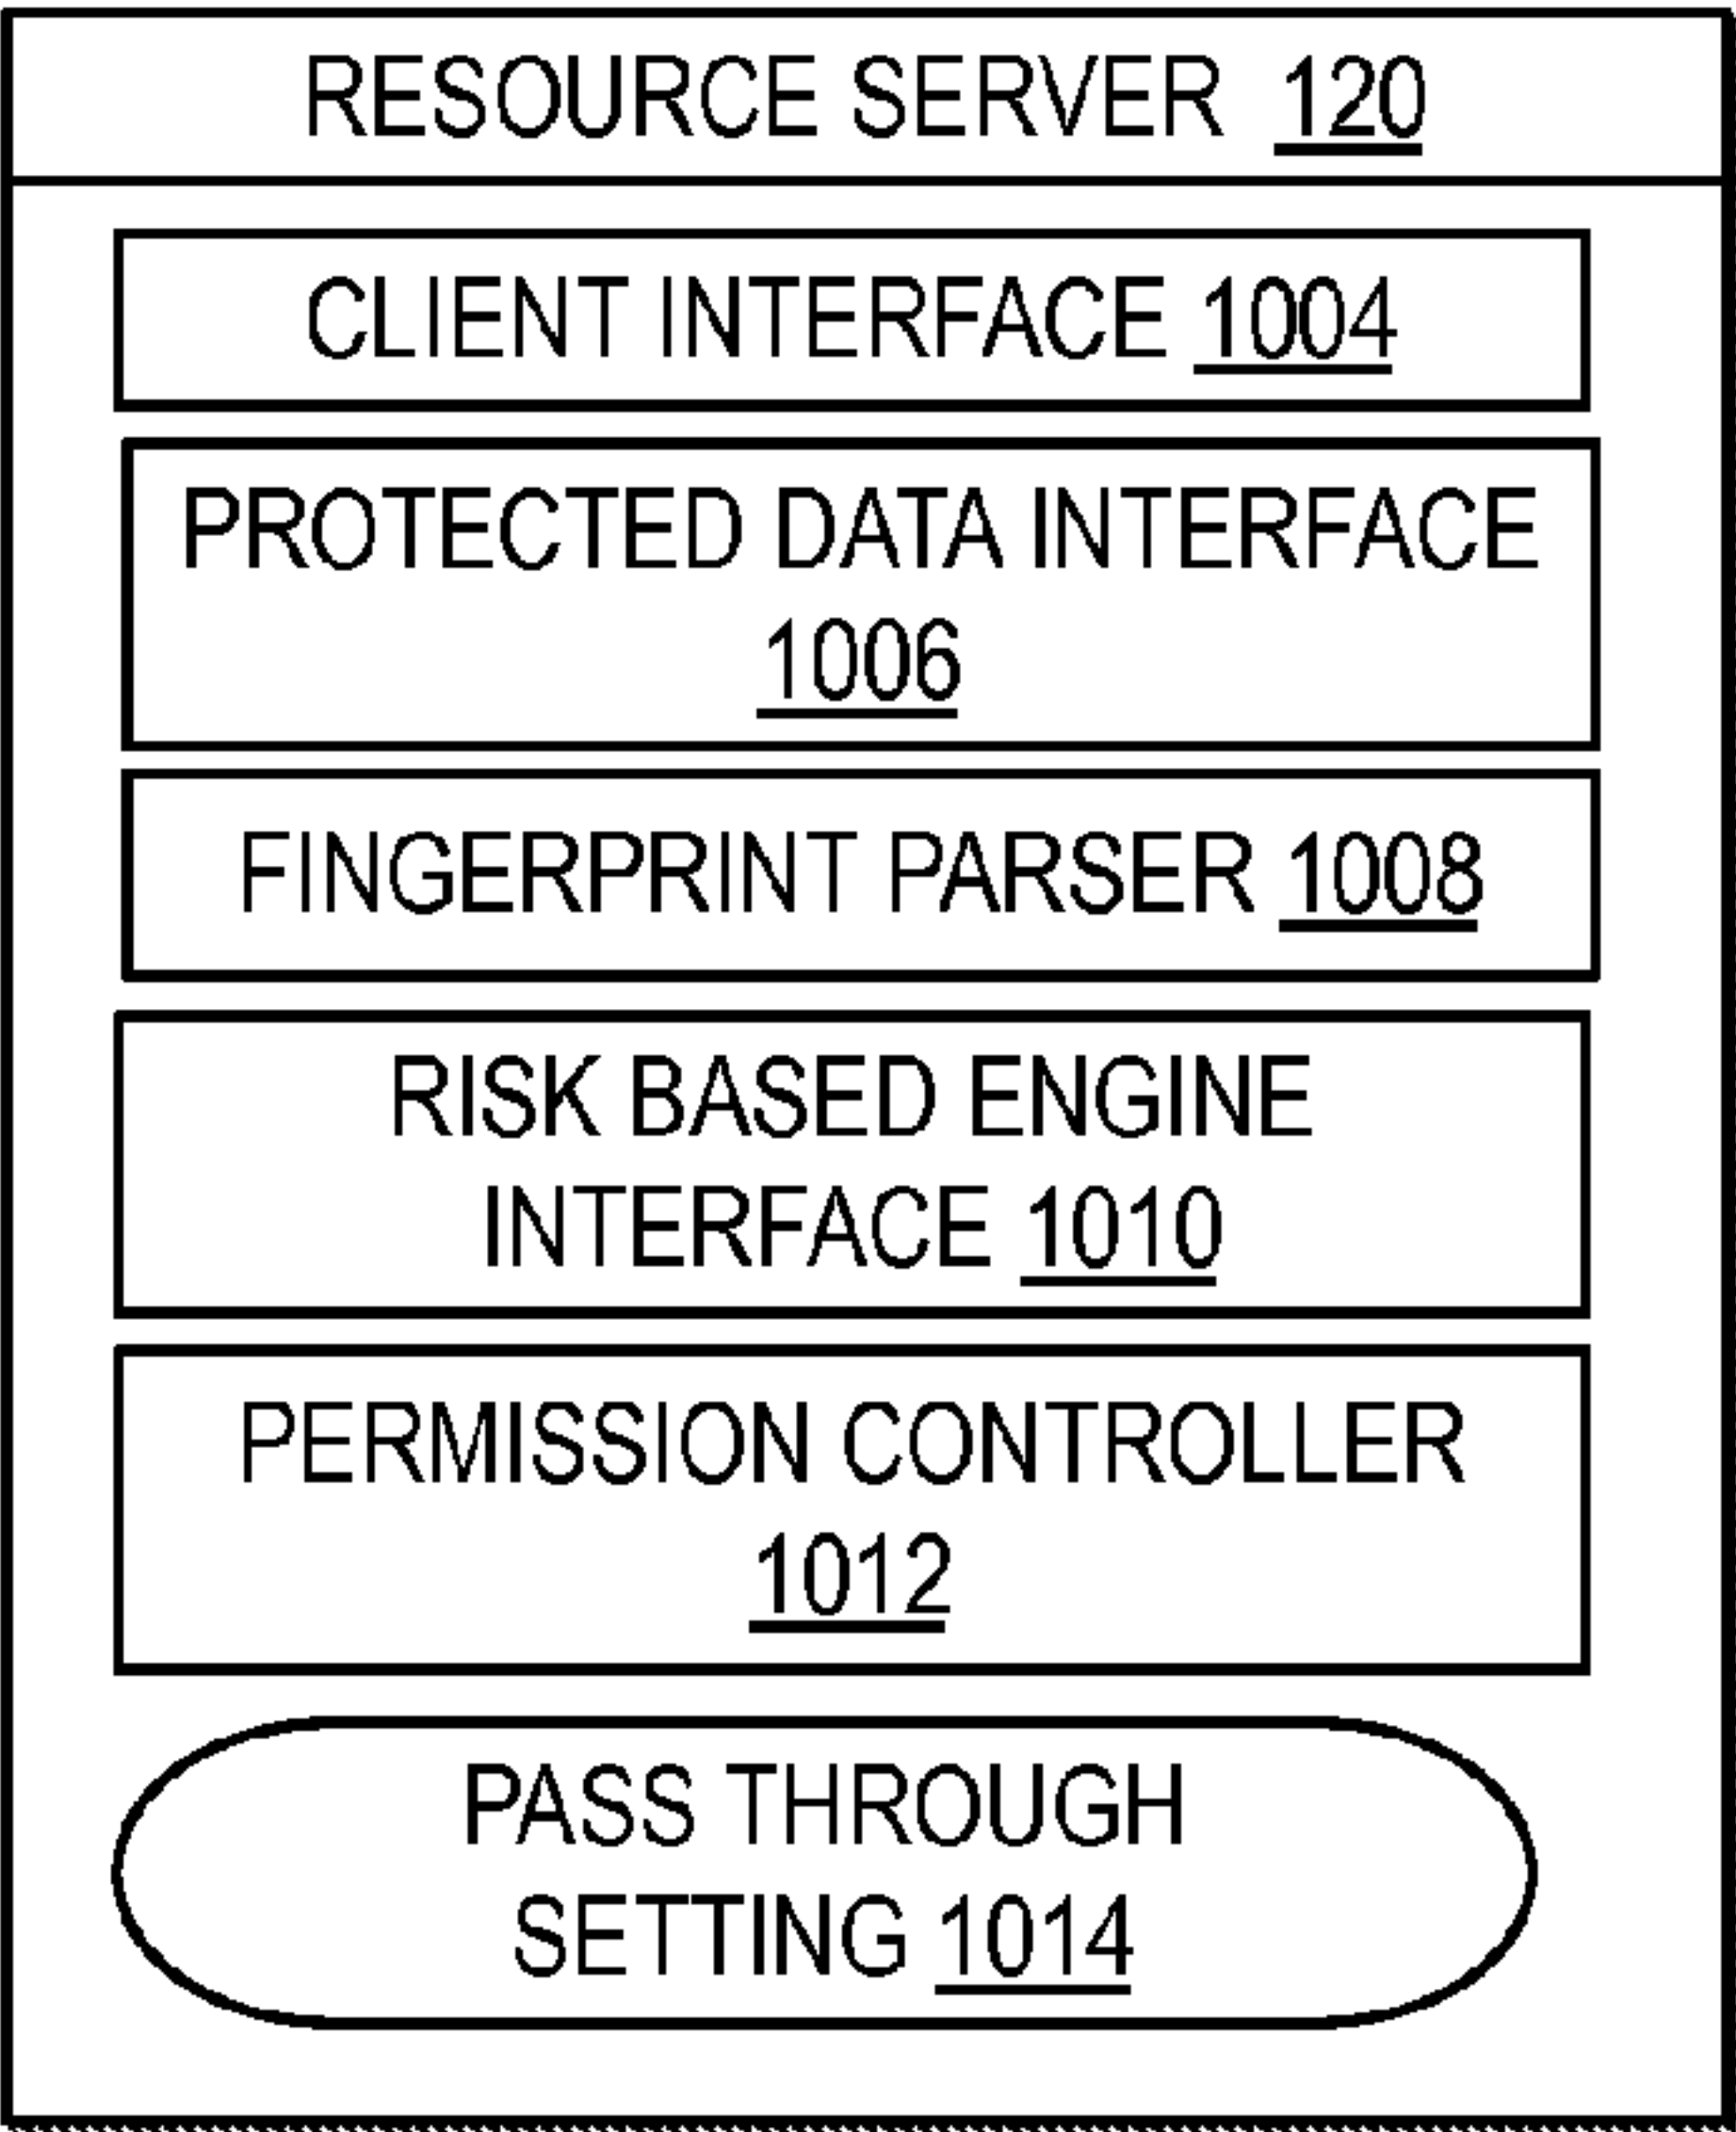 RESOURCE SERVER 120
CLIENT INTERFACE 1004
PROTECTED DATA INTERFACE
1006
FINGERPRINT PARSER 1008
RISK BASED ENGINE
INTERFACE 1010
PERMISSION CONTROLLER
1012
PASS THROUGH
SETTING 1014